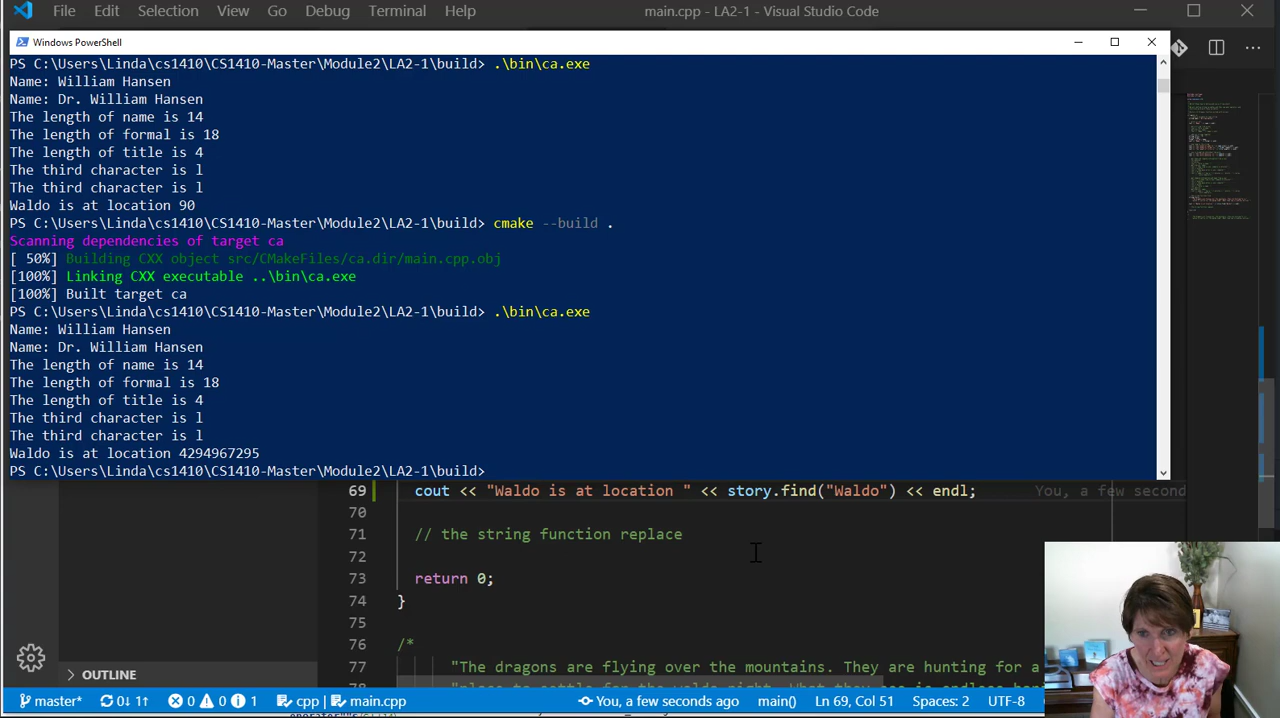 File Edit Selection View Go Debug Terminal Help main.cpp - LA2-1 - Visual Studio Code
Windows PowerShell
PS C:\Users\Linda\cs1410\CS1410-Master\Module2\LA2-1\build> .\bin\ca.exe
Name: William Hansen
Name: Dr. William Hansen
The length of name is 14
The length of formal is 18
The length of title is 4
The third character is l
The third character is l
Waldo is at location 90
PS C:\Users\Linda\cs1410\CS1410-Master\Module2\LA2-1\build> cmake --build .
Scanning dependencies of target ca
[ 50%] Building CXX object src/CMakeFiles/ca.dir/main.cpp.obj
[100%] Linking CXX executable ..\bin\ca.exe
[100%] Built target ca
PS C:\Users\Linda\cs1410\CS1410-Master\Module2\LA2-1\build> .\bin\ca.exe
Name: William Hansen
Name: Dr. William Hansen
The length of name is 14
The length of formal is 18
The length of title is 4
The third character is l
The third character is l
Waldo is at location 4294967295
PS C:\Users\Linda\cs1410\CS1410-Master\Module2\LA2-1\build>
69 cout << "Waldo is at location " << story.find("Waldo") << endl; You, a few second
70
71 // the string function replace
72
73 return 0;
74 }
75
76 /*
77 "The dragons are flying over the mountains. They are hunting for a
OUTLINE
master* 0↓ 1↑ 0 0 1 cpp | main.cpp You, a few seconds ago main() Ln 69, Col 51 Spaces: 2 UTF-8